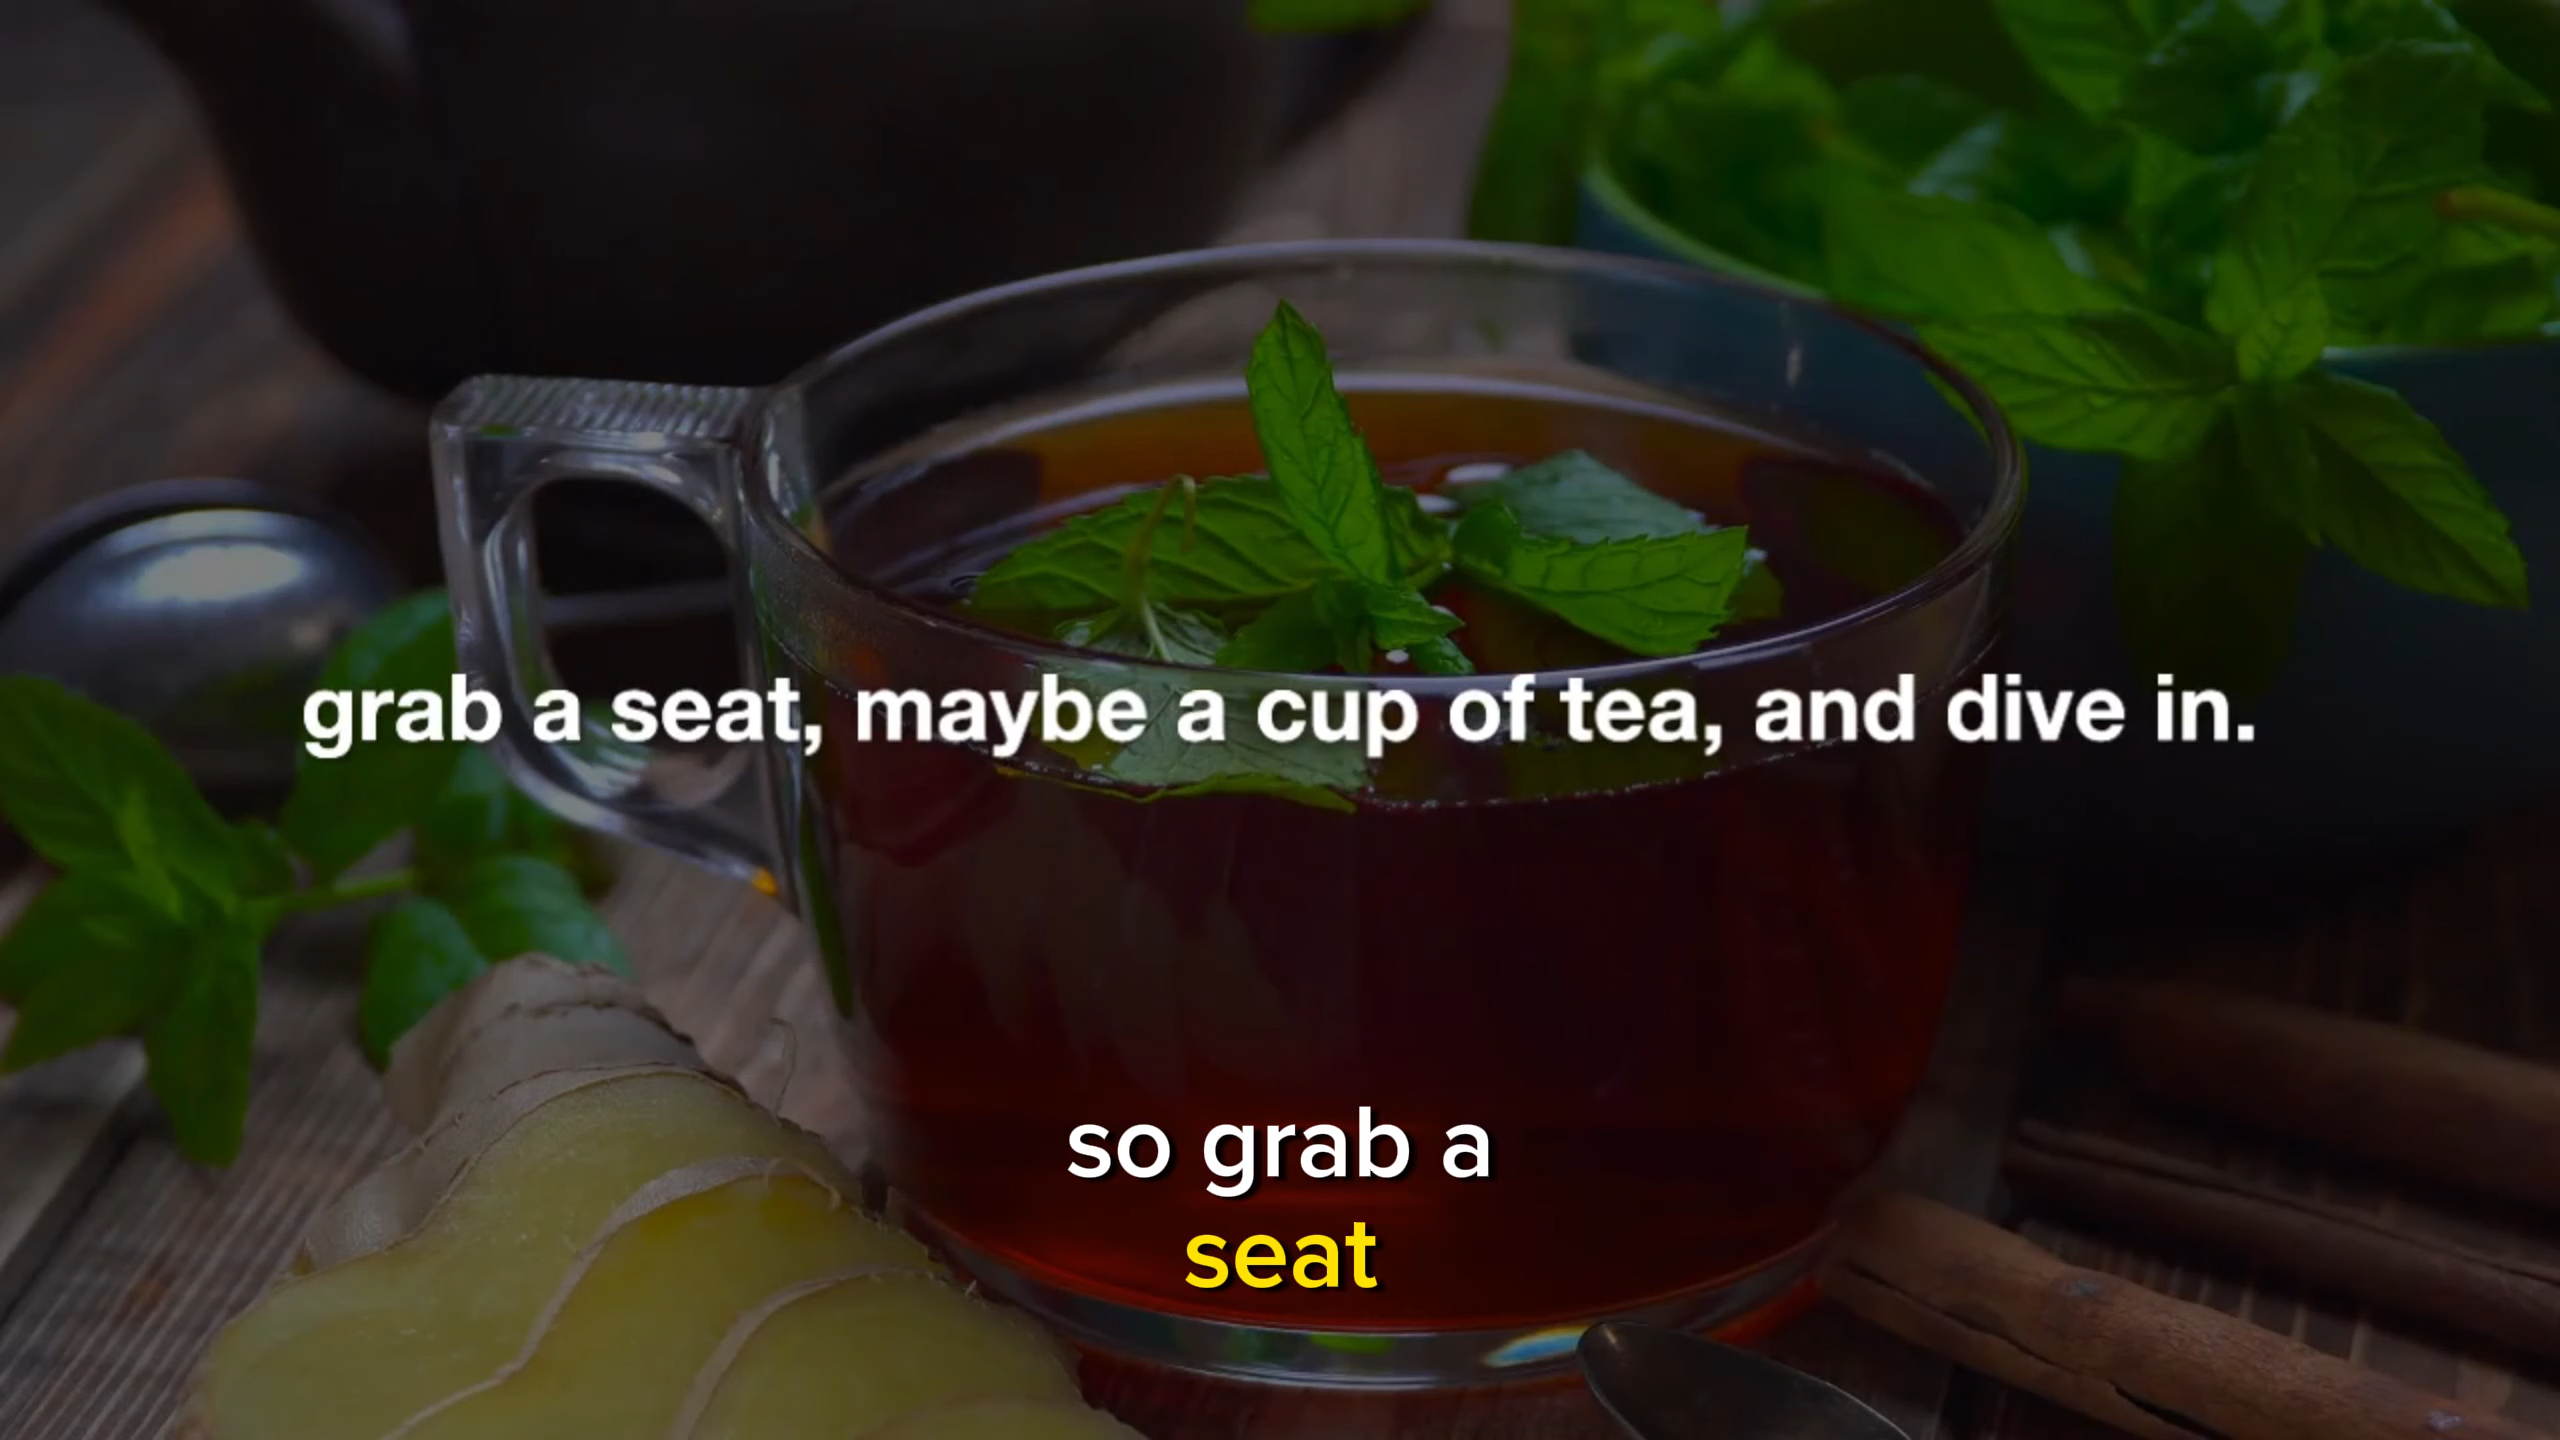 grab a seat, maybe a cup of tea, and dive in.
so grab a
seat